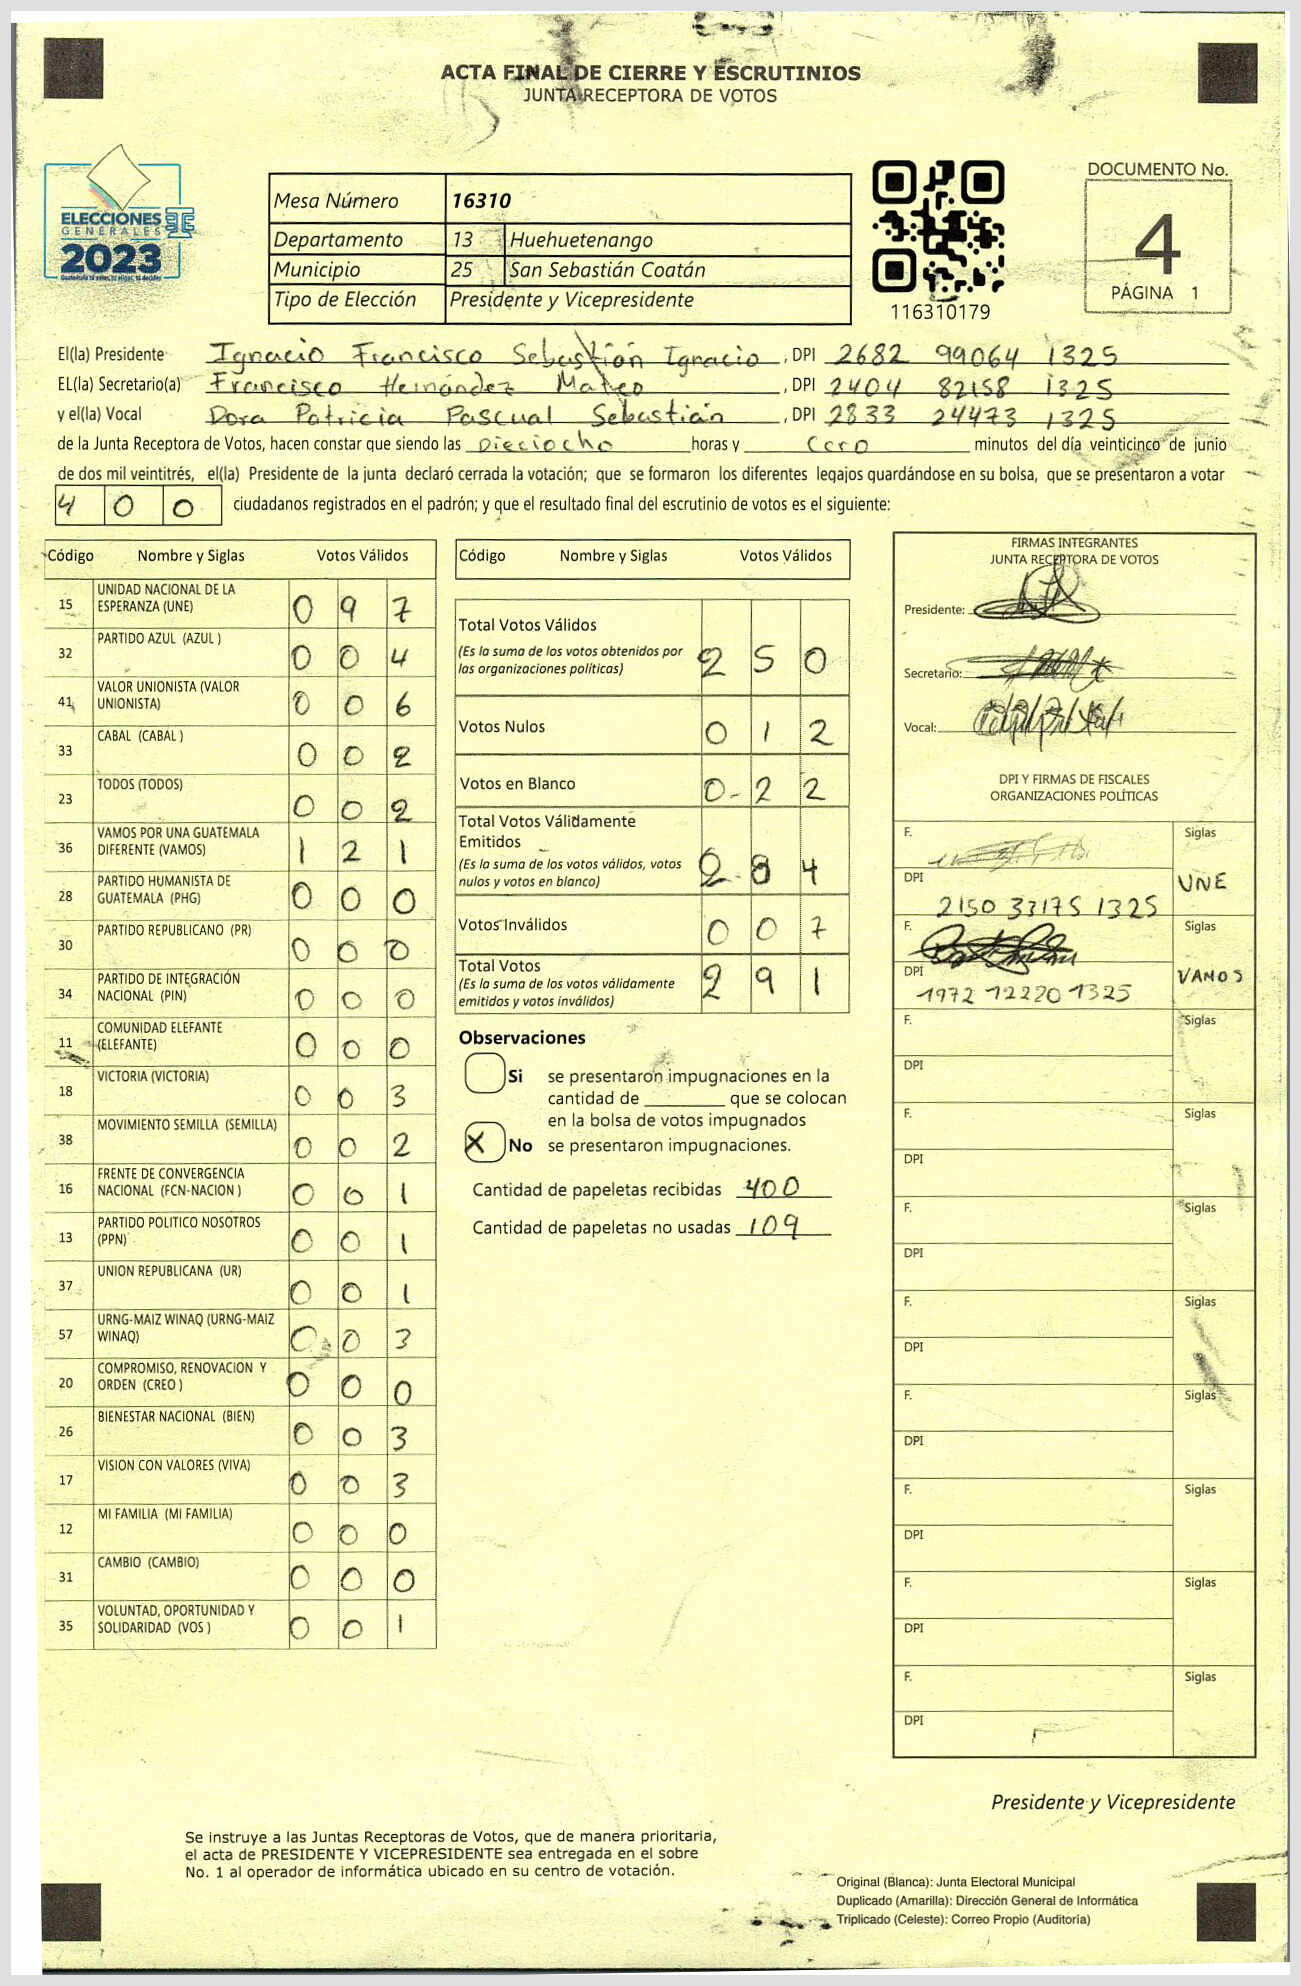 ACTA FINAL DE CIERRE Y ESCRUTINIOS
JUNTA RECEPTORA DE VOTOS
ELECCIONES
GENERALES
2023
Mesa Número 16310
Departamento 13 Huehuetenango
Municipio 25 San Sebastián Coatán
Tipo de Elección Presidente y Vicepresidente
116310179
DOCUMENTO No.
4
PÁGINA 1
El(la) Presidente Ignacio Francisco Sebastián Ignacio, DPI 2682 99064 1325
EL(la) Secretario(a) Francisco Hernández Mateo, DPI 2404 82158 1325
y el(la) Vocal Dora Patricia Pascual Sebastián, DPI 2833 24473 1325
de la Junta Receptora de Votos, hacen constar que siendo las Dieciocho horas y Cero minutos del día veinticinco de junio
de dos mil veintitrés, el(la) Presidente de la junta declaró cerrada la votación; que se formaron los diferentes legajos guardándose en su bolsa, que se presentaron a votar
4 0 0 ciudadanos registrados en el padrón; y que el resultado final del escrutinio de votos es el siguiente:
Código Nombre y Siglas Votos Válidos
15 UNIDAD NACIONAL DE LA ESPERANZA (UNE) 0 9 7
32 PARTIDO AZUL (AZUL ) 0 0 4
41 VALOR UNIONISTA (VALOR UNIONISTA) 0 0 6
33 CABAL (CABAL ) 0 0 2
23 TODOS (TODOS) 0 0 2
36 VAMOS POR UNA GUATEMALA DIFERENTE (VAMOS) 1 2 1
28 PARTIDO HUMANISTA DE GUATEMALA (PHG) 0 0 0
30 PARTIDO REPUBLICANO (PR) 0 0 0
34 PARTIDO DE INTEGRACIÓN NACIONAL (PIN) 0 0 0
11 COMUNIDAD ELEFANTE (ELEFANTE) 0 0 0
18 VICTORIA (VICTORIA) 0 0 3
38 MOVIMIENTO SEMILLA (SEMILLA) 0 0 2
16 FRENTE DE CONVERGENCIA NACIONAL (FCN-NACION ) 0 0 1
13 PARTIDO POLITICO NOSOTROS (PPN) 0 0 1
37 UNION REPUBLICANA (UR) 0 0 1
57 URNG-MAIZ WINAQ (URNG-MAIZ WINAQ) 0 0 3
20 COMPROMISO, RENOVACION Y ORDEN (CREO ) 0 0 0
26 BIENESTAR NACIONAL (BIEN) 0 0 3
17 VISION CON VALORES (VIVA) 0 0 3
12 MI FAMILIA (MI FAMILIA) 0 0 0
31 CAMBIO (CAMBIO) 0 0 0
35 VOLUNTAD, OPORTUNIDAD Y SOLIDARIDAD (VOS ) 0 0 1
Código Nombre y Siglas Votos Válidos
Total Votos Válidos
(Es la suma de los votos obtenidos por
las organizaciones políticas) 2 5 0
Votos Nulos 0 1 2
Votos en Blanco 0 2 2
Total Votos Válidamente
Emitidos
(Es la suma de los votos válidos, votos
nulos y votos en blanco) 2 8 4
Votos Inválidos 0 0 7
Total Votos
(Es la suma de los votos válidamente
emitidos y votos inválidos) 2 9 1
Observaciones
Si se presentaron impugnaciones en la
cantidad de ________ que se colocan
en la bolsa de votos impugnados
X No se presentaron impugnaciones.
Cantidad de papeletas recibidas 400
Cantidad de papeletas no usadas 109
FIRMAS INTEGRANTES
JUNTA RECEPTORA DE VOTOS
Presidente:
Secretario:
Vocal:
DPI Y FIRMAS DE FISCALES
ORGANIZACIONES POLÍTICAS
F. Siglas
DPI 2150 33175 1325 UNE
F. Siglas
DPI 1972 12220 1325 VAMOS
F. Siglas
DPI
F. Siglas
DPI
F. Siglas
DPI
F. Siglas
DPI
F. Siglas
DPI
F. Siglas
DPI
F. Siglas
DPI
F. Siglas
DPI
Presidente y Vicepresidente
Se instruye a las Juntas Receptoras de Votos, que de manera prioritaria,
el acta de PRESIDENTE Y VICEPRESIDENTE sea entregada en el sobre
No. 1 al operador de informática ubicado en su centro de votación.
Original (Blanca): Junta Electoral Municipal
Duplicado (Amarilla): Dirección General de Informática
Triplicado (Celeste): Correo Propio (Auditoría)